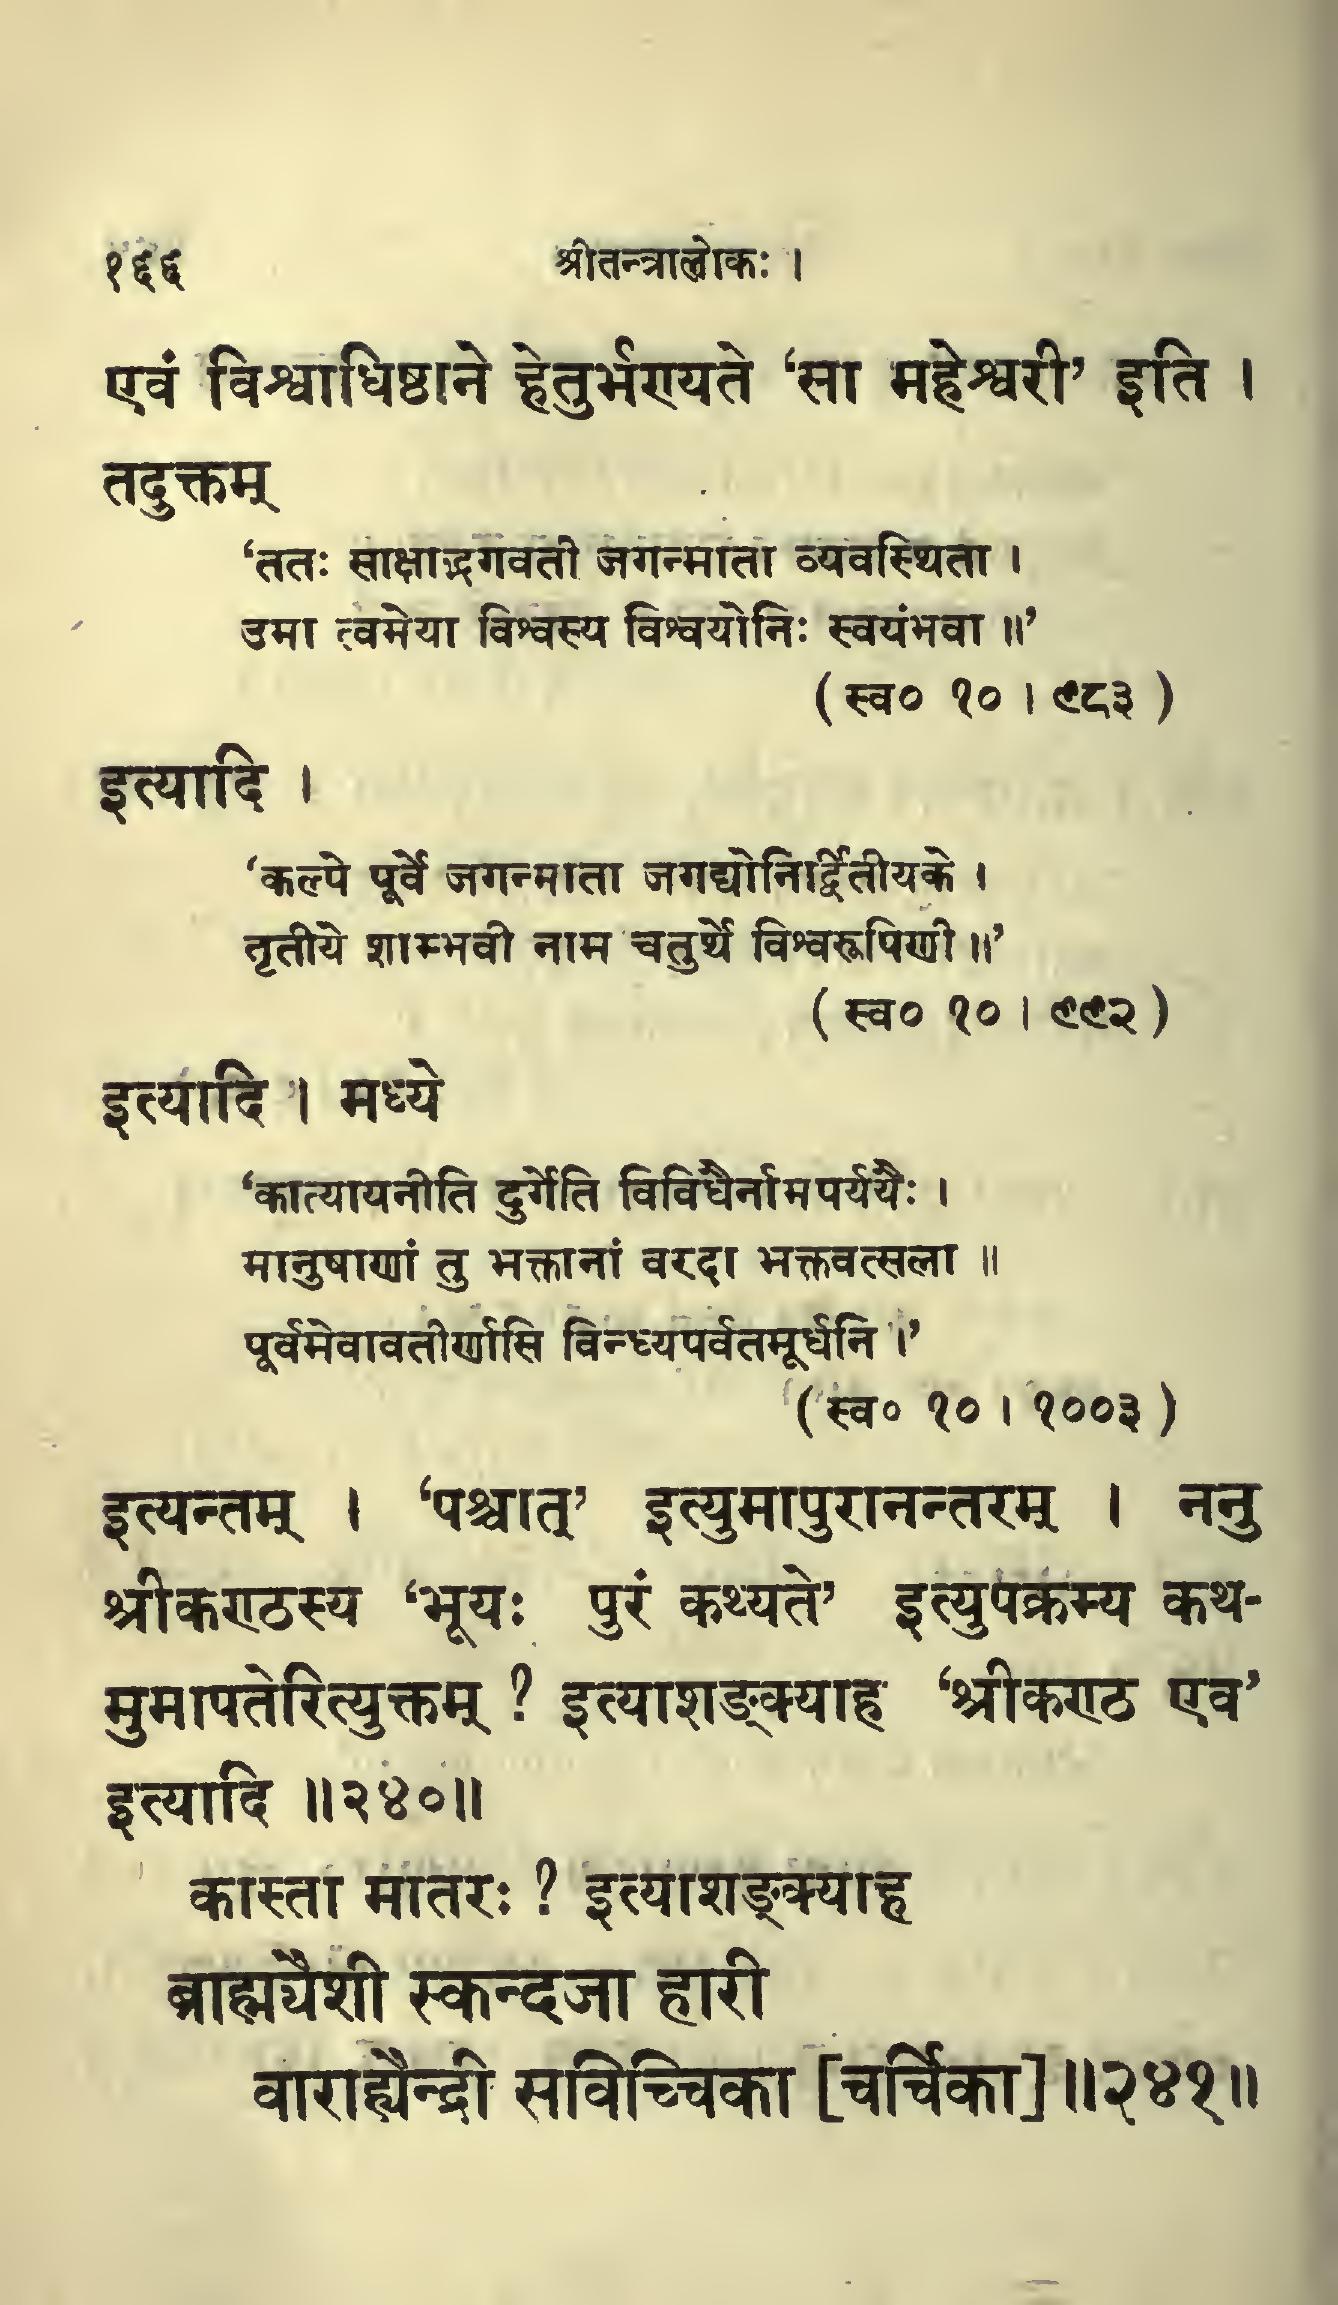 १६६ श्रीतन्त्रालोकः ।
एवं विश्वाधिष्ठाने हेतुर्भण्यते ‘सा महेश्वरी’ इति ।
तदुक्तम्
‘ततः साक्षाद्भगवती जगन्माता व्यवस्थिता ।
उमा त्वमेया विश्वस्य विश्वयोनिः स्वयंभवा ॥’
( स्व० १० । ९८३ )
इत्यादि ।
‘कल्पे पूर्वे जगन्माता जगद्योनिर्द्वितीयके ।
तृतीये शाम्भवी नाम चतुर्थे विश्वरूपिणी ॥’
( स्व० १० । ९९२ )
इत्यादि । मध्ये
‘कात्यायनीति दुर्गेति विविधैर्नामपर्ययैः ।
मानुषाणां तु भक्तानां वरदा भक्तवत्सला ॥
पूर्वमेवावतीर्णासि विन्ध्यपर्वतमूर्धनि ।’
( स्व० १० । १००३ )
इत्यन्तम् । ‘पश्चात्’ इत्युमापुरानन्तरम् । ननु
श्रीकण्ठस्य ‘भूयः पुरं कथ्यते’ इत्युपक्रम्य कथ-
मुमापतेरित्युक्तम् ? इत्याशङ्क्याह ‘श्रीकण्ठ एव’
इत्यादि ॥२४०॥
कास्ता मातरः ? इत्याशङ्क्याह
ब्राह्म्यैशी स्कन्दजा हारी
वाराह्यैन्द्री सविच्चिका [चर्चिका] ॥२४१॥